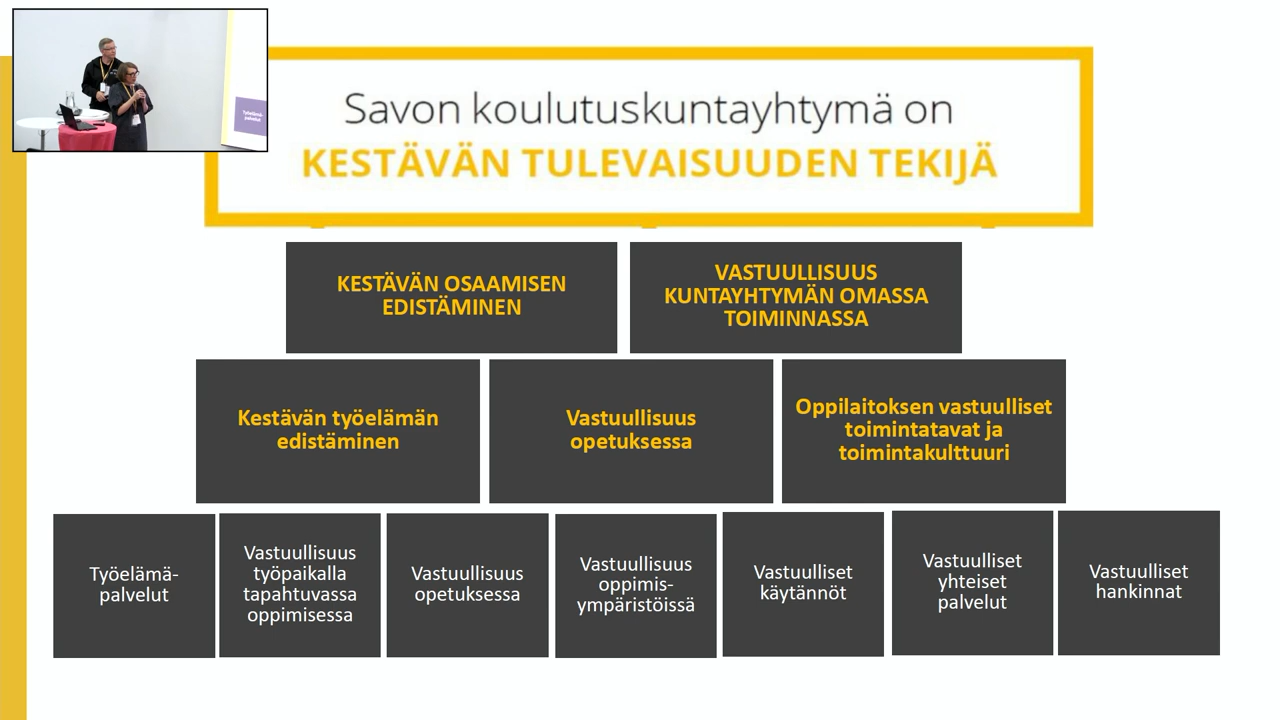 Savon koulutuskuntayhtymä on
KESTÄVÄN TULEVAISUUDEN TEKIJÄ
KESTÄVÄN OSAAMISEN
EDISTÄMINEN
VASTUULLISUUS
KUNTAYHTYMÄN OMASSA
TOIMINNASSA
Kestävän työelämän
edistäminen
Vastuullisuus
opetuksessa
Oppilaitoksen vastuulliset
toimintatavat ja
toimintakulttuuri
Työelämä-
palvelut
Vastuullisuus
työpaikalla
tapahtuvassa
oppimisessa
Vastuullisuus
opetuksessa
Vastuullisuus
oppimis-
ympäristöissä
Vastuulliset
käytännöt
Vastuulliset
yhteiset
palvelut
Vastuulliset
hankinnat
Työelämä-
palvelut